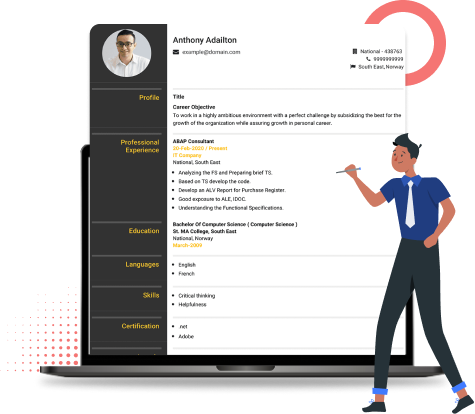 Anthony Adailton
example@domain.com
National - 438763
9999999999
South East, Norway
Profile
Title
Career Objective
To work in a highly ambitious environment with a perfect challenge by subsidizing the best for the
growth of the organization while assuring growth in personal career.
Professional
Experience
ABAP Consultant
20-Feb-2020 / Present
IT Company
National, South East
• Analyzing the FS and Preparing brief TS.
• Based on TS develop the code.
• Develop an ALV Report for Purchase Register.
• Good exposure to ALE, IDOC.
• Understanding the Functional Specifications.
Education
Bachelor Of Computer Science ( Computer Science )
St. MA College, South East
National, Norway
March-2009
Languages
• English
• French
Skills
• Critical thinking
• Helpfulness
Certification
• .net
• Adobe